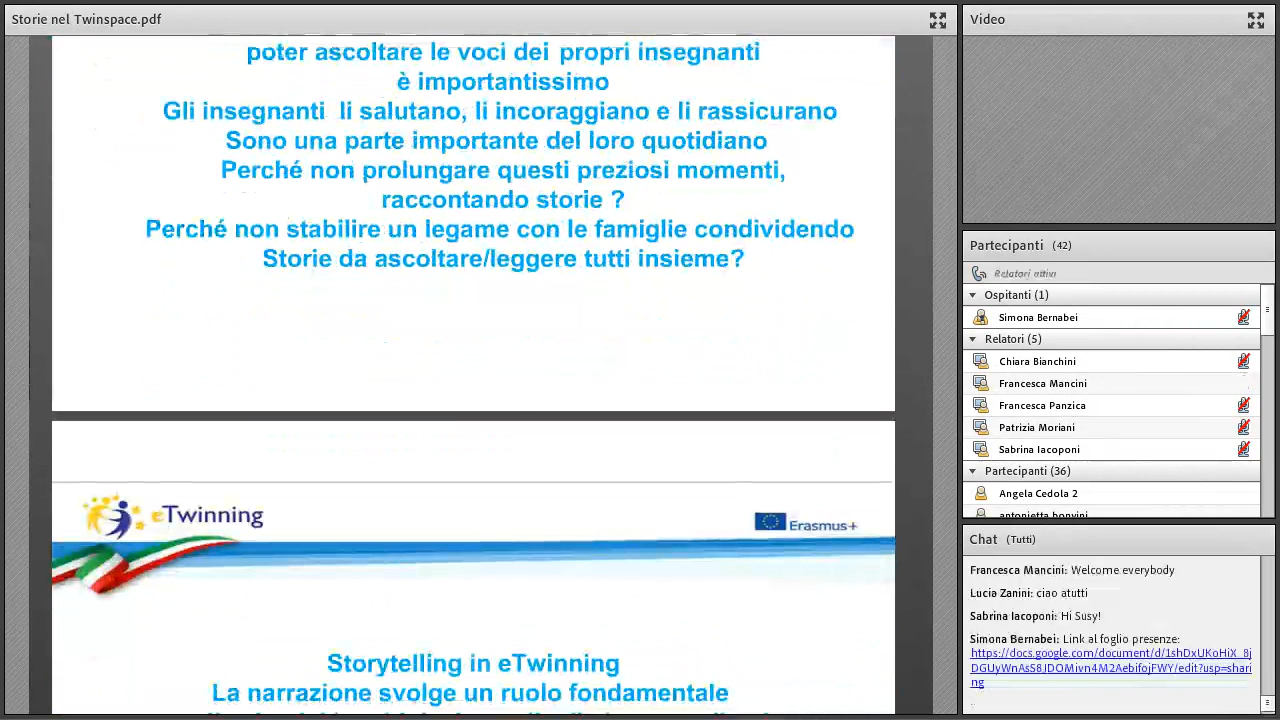 Storie nel Twinspace.pdf
poter ascoltare le voci dei propri insegnanti
è importantissimo
Gli insegnanti li salutano, li incoraggiano e li rassicurano
Sono una parte importante del loro quotidiano
Perché non prolungare questi preziosi momenti,
raccontando storie ?
Perché non stabilire un legame con le famiglie condividendo
Storie da ascoltare/leggere tutti insieme?
eTwinning
Erasmus+
Storytelling in eTwinning
La narrazione svolge un ruolo fondamentale
Video
Partecipanti (42)
Relatori attivi
Ospitanti (1)
Simona Bernabei
Relatori (5)
Chiara Bianchini
Francesca Mancini
Francesca Panzica
Patrizia Moriani
Sabrina Iacoponi
Partecipanti (36)
Angela Cedola 2
antonietta bonvini
Chat (Tutti)
Francesca Mancini: Welcome everybody
Lucia Zanini: ciao atutti
Sabrina Iacoponi: Hi Susy!
Simona Bernabei: Link al foglio presenze:
https://docs.google.com/document/d/1shDxUKoHiX_8j
DGUyWnAsS8JDOMivn4M2AebifojFWY/edit?usp=shari
ng